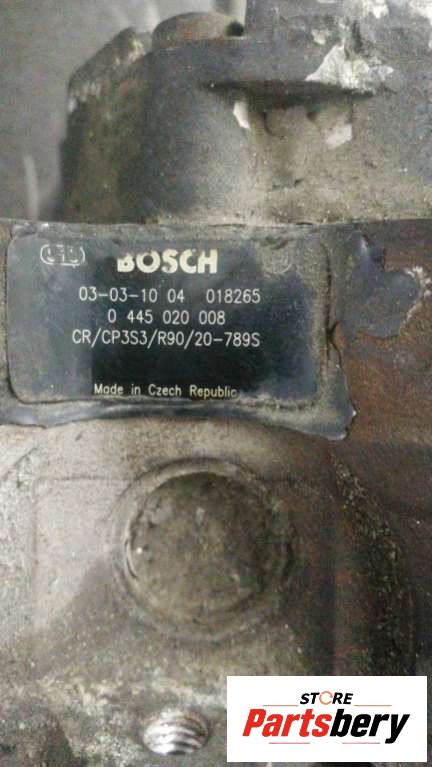 BOSCH
03-03-10 04 018265
0 445 020 008
CR/CP3S3/R90/20-789S
Made in Czech Republic
STORE
Partsbery